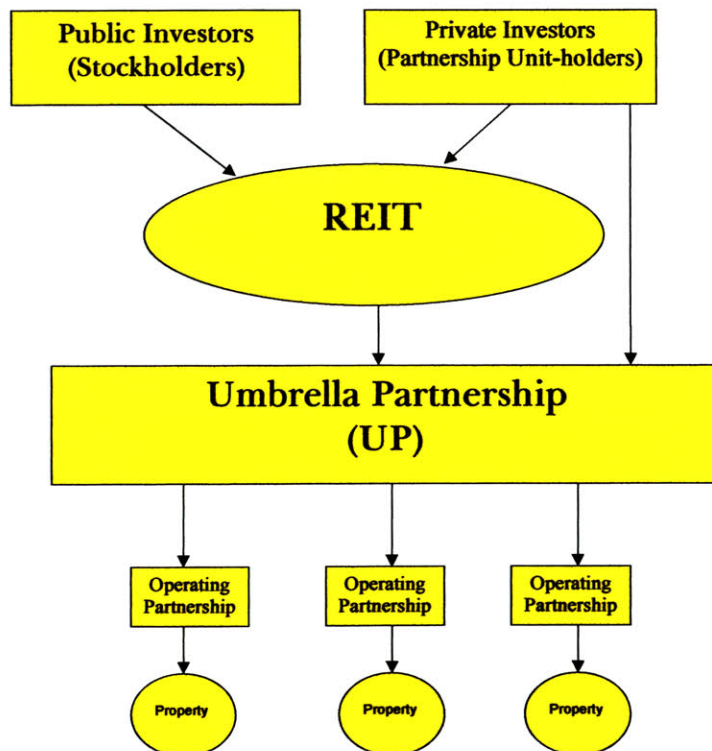 Public Investors
(Stockholders)
Private Investors
(Partnership Unit-holders)
REIT
Umbrella Partnership
(UP)
Operating
Partnership
Operating
Partnership
Operating
Partnership
Property
Property
Property